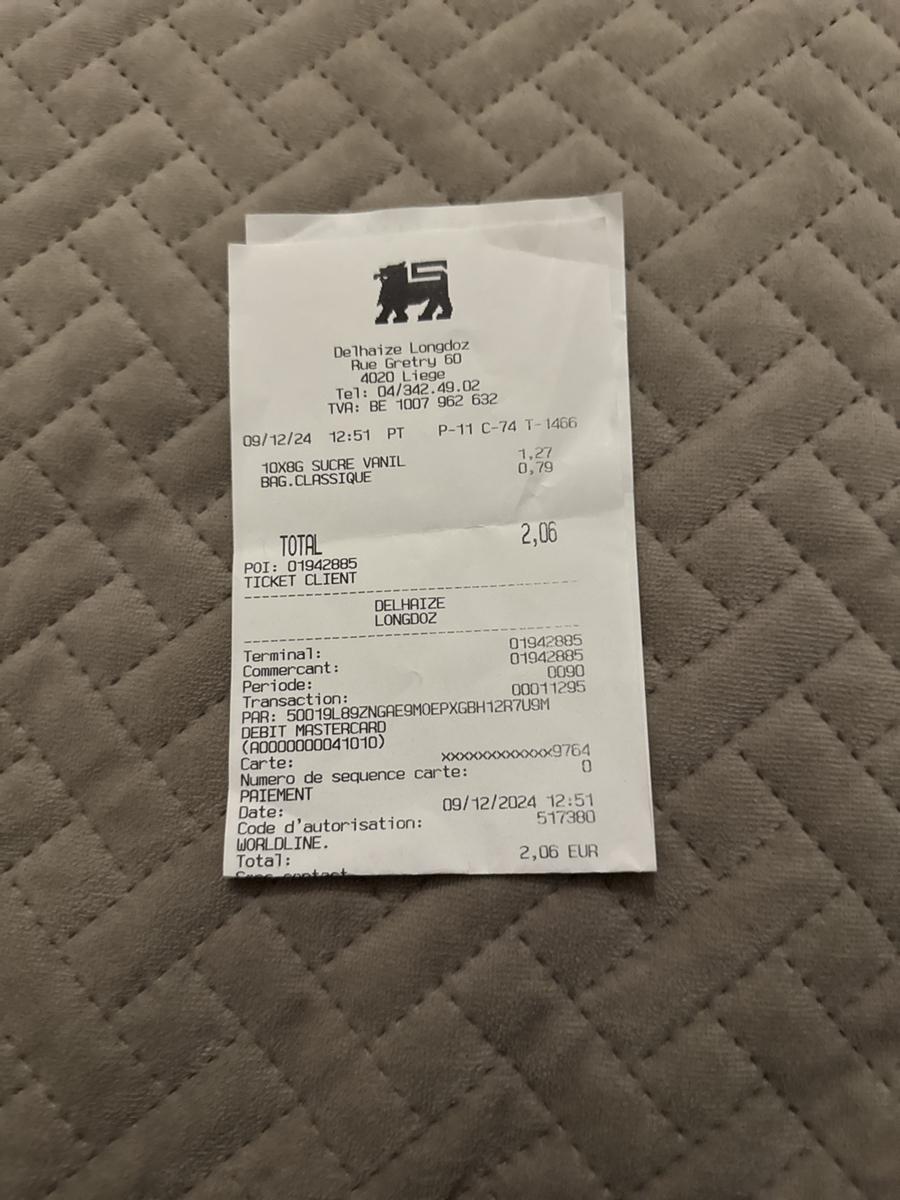 Delhaize Longdoz
Rue Gretry 60
4020 Liege
Tel: 04/342.49.02
TVA: BE 1007 962 632
09/12/24 12:51 PT P-11 C-74 T-1466
10X8G SUCRE VANIL 1,27
BAG.CLASSIQUE 0,79
TOTAL 2,06
POI: 01942885
TICKET CLIENT
DELHAIZE
LONGDOZ
Terminal: 01942885
Commercant: 01942885
Periode: 0090
Transaction: 00011295
PAR: 50019L89ZNGAE9MOEPXGBH12R7U9M
DEBIT MASTERCARD
(A0000000041010)
Carte: xxxxxxxxxxxx9764
Numero de sequence carte: 0
PAIEMENT
Date: 09/12/2024 12:51
Code d'autorisation: 517380
WORLDLINE.
Total: 2,06 EUR